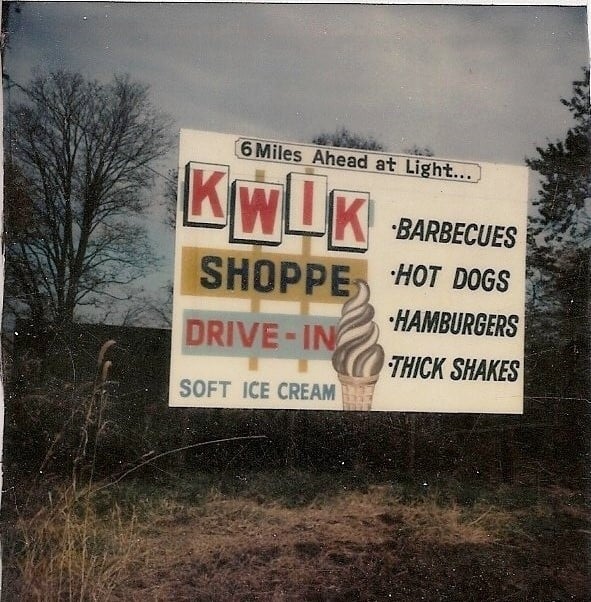 6 Miles Ahead at Light...
KWIK
SHOPPE
DRIVE-IN
SOFT ICE CREAM
·BARBECUES
·HOT DOGS
·HAMBURGERS
·THICK SHAKES